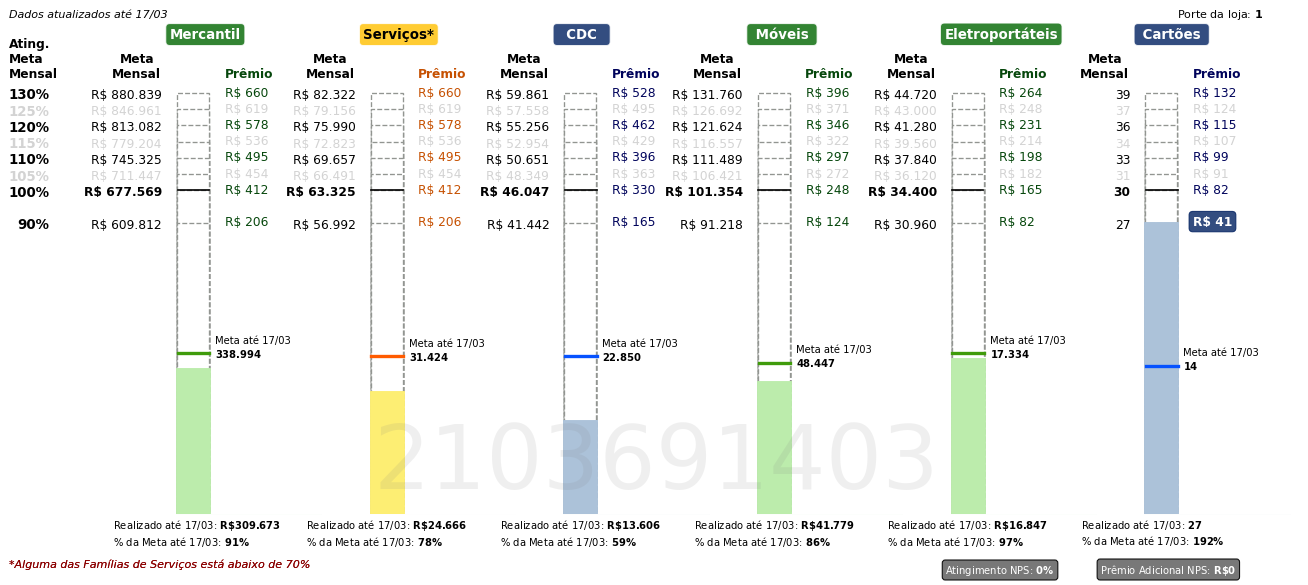 Dados atualizados até 17/03
Porte da loja: 1
Mercantil Serviços* CDC Móveis Eletroportáteis Cartões
Ating. Meta Mensal
Meta Mensal Prêmio Meta Mensal Prêmio Meta Mensal Prêmio Meta Mensal Prêmio Meta Mensal Prêmio Meta Mensal Prêmio
130% R$ 880.839 R$ 660 R$ 82.322 R$ 660 R$ 59.861 R$ 528 R$ 131.760 R$ 396 R$ 44.720 R$ 264 39 R$ 132
125% R$ 846.961 R$ 619 R$ 79.156 R$ 619 R$ 57.558 R$ 495 R$ 126.692 R$ 371 R$ 43.000 R$ 248 37 R$ 124
120% R$ 813.082 R$ 578 R$ 75.990 R$ 578 R$ 55.256 R$ 462 R$ 121.624 R$ 346 R$ 41.280 R$ 231 36 R$ 115
115% R$ 779.204 R$ 536 R$ 72.823 R$ 536 R$ 52.954 R$ 429 R$ 116.557 R$ 322 R$ 39.560 R$ 214 34 R$ 107
110% R$ 745.325 R$ 495 R$ 69.657 R$ 495 R$ 50.651 R$ 396 R$ 111.489 R$ 297 R$ 37.840 R$ 198 33 R$ 99
105% R$ 711.447 R$ 454 R$ 66.491 R$ 454 R$ 48.349 R$ 363 R$ 106.421 R$ 272 R$ 36.120 R$ 182 31 R$ 91
100% R$ 677.569 R$ 412 R$ 63.325 R$ 412 R$ 46.047 R$ 330 R$ 101.354 R$ 248 R$ 34.400 R$ 165 30 R$ 82
90% R$ 609.812 R$ 206 R$ 56.992 R$ 206 R$ 41.442 R$ 165 R$ 91.218 R$ 124 R$ 30.960 R$ 82 27 R$ 41
Meta até 17/03 Meta até 17/03 Meta até 17/03 Meta até 17/03 Meta até 17/03 Meta até 17/03
338.994 31.424 22.850 48.447 17.334 14
2103691403
Realizado até 17/03: R$309.673 Realizado até 17/03: R$24.666 Realizado até 17/03: R$13.606 Realizado até 17/03: R$41.779 Realizado até 17/03: R$16.847 Realizado até 17/03: 27
% da Meta até 17/03: 91% % da Meta até 17/03: 78% % da Meta até 17/03: 59% % da Meta até 17/03: 86% % da Meta até 17/03: 97% % da Meta até 17/03: 192%
*Alguma das Famílias de Serviços está abaixo de 70%
Atingimento NPS: 0% Prêmio Adicional NPS: R$0